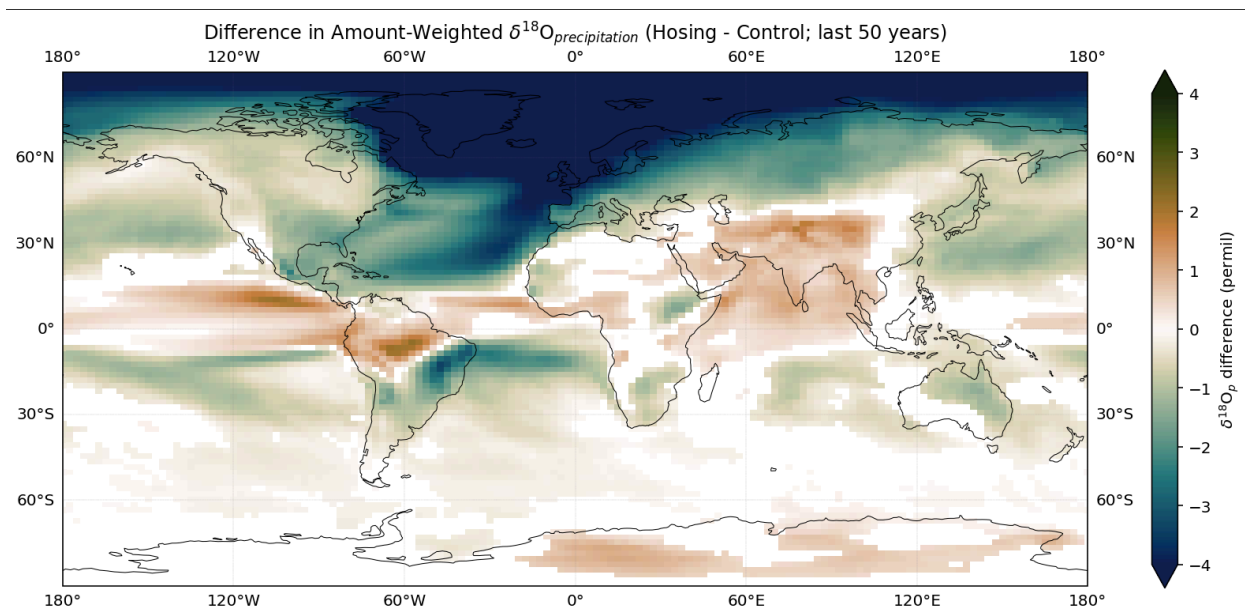 Difference in Amount-Weighted δ¹⁸Oₚᵣₑ꜀ᵢₚᵢₜₐₜᵢₒₙ (Hosing - Control; last 50 years)
180° 120°W 60°W 0° 60°E 120°E 180°
60°N 60°N
30°N 30°N
0° 0°
30°S 30°S
60°S 60°S
180° 120°W 60°W 0° 60°E 120°E 180°
4
3
2
1
0
−1
−2
−3
−4
δ¹⁸Oₚ difference (permil)